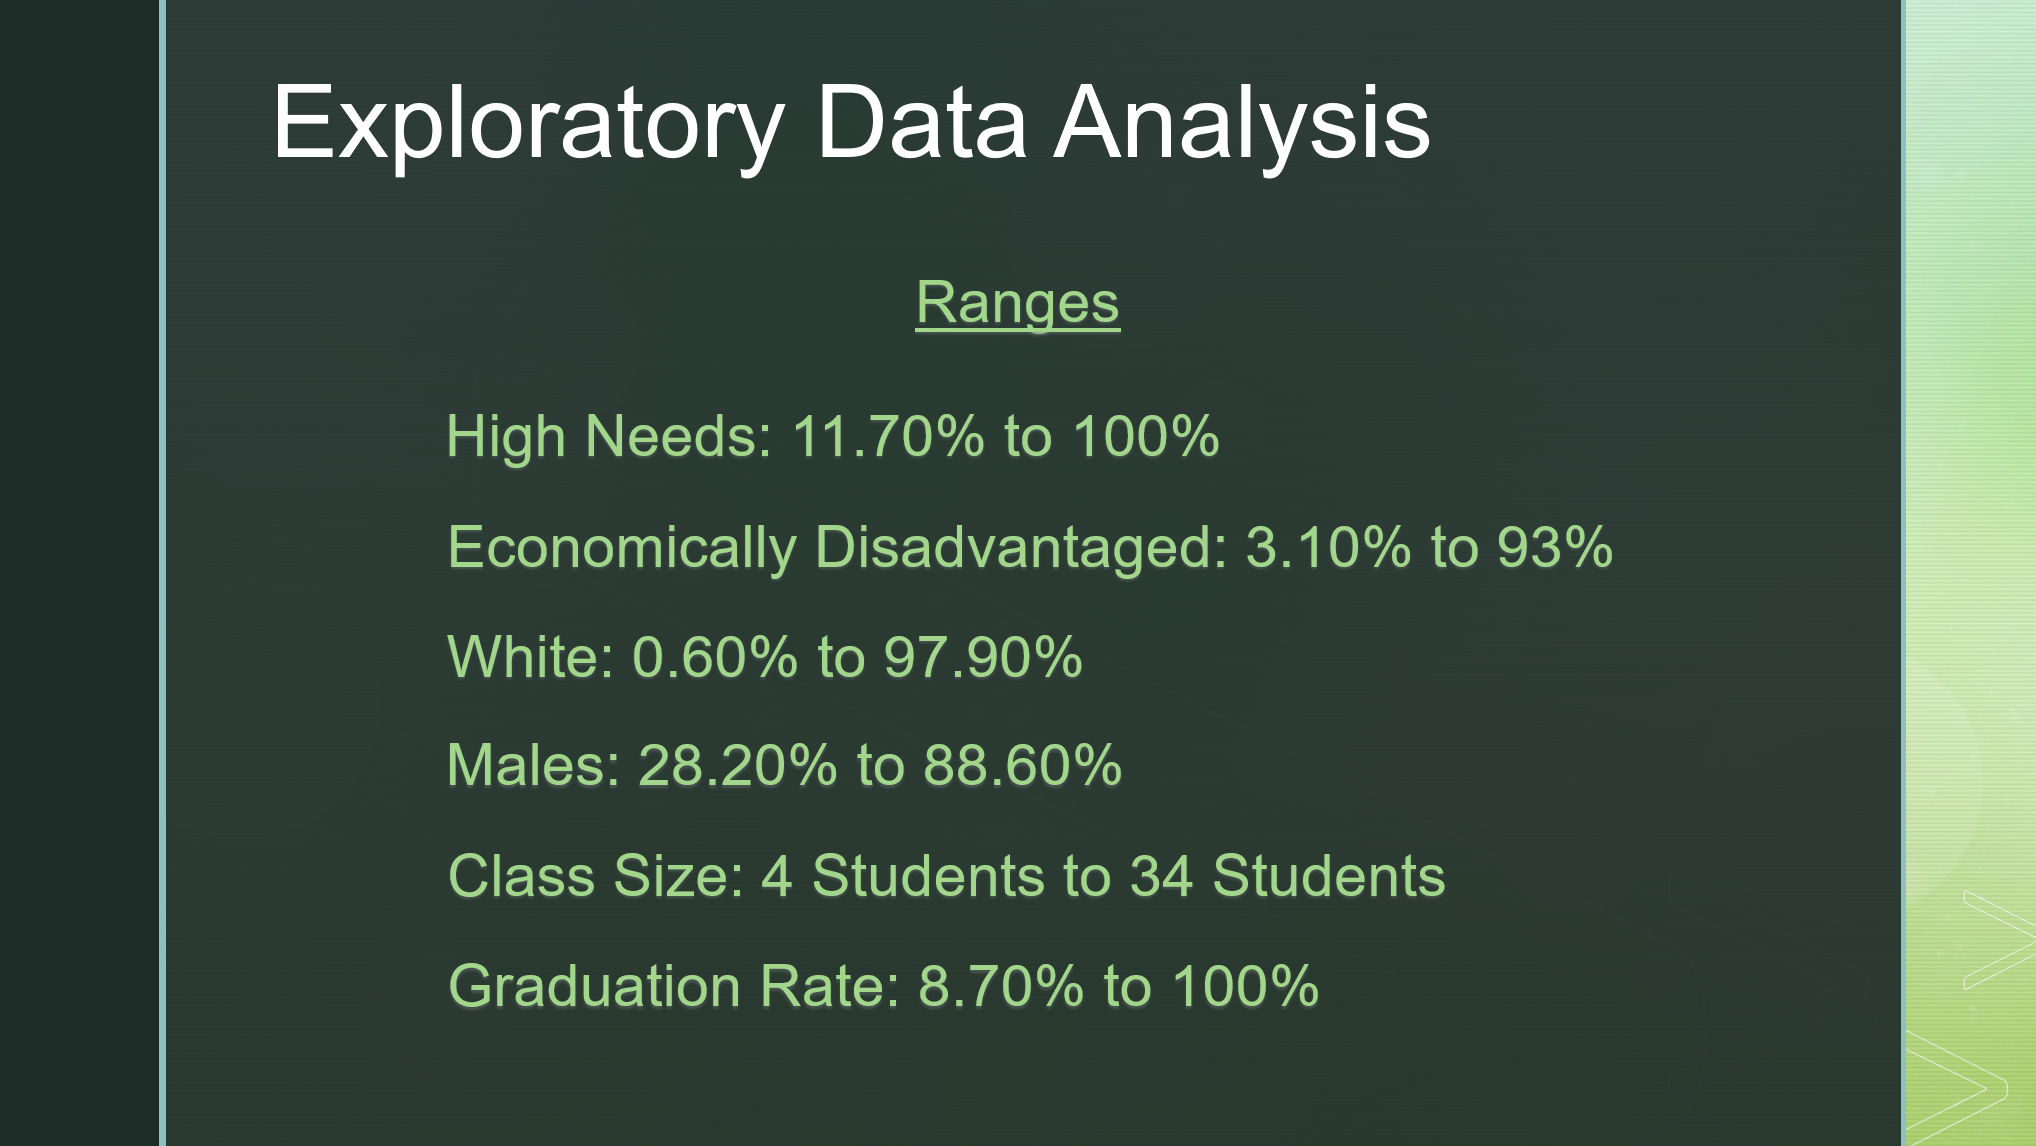 Exploratory Data Analysis
Ranges
High Needs: 11.70% to 100%
Economically Disadvantaged: 3.10% to 93%
White: 0.60% to 97.90%
Males: 28.20% to 88.60%
Class Size: 4 Students to 34 Students
Graduation Rate: 8.70% to 100%